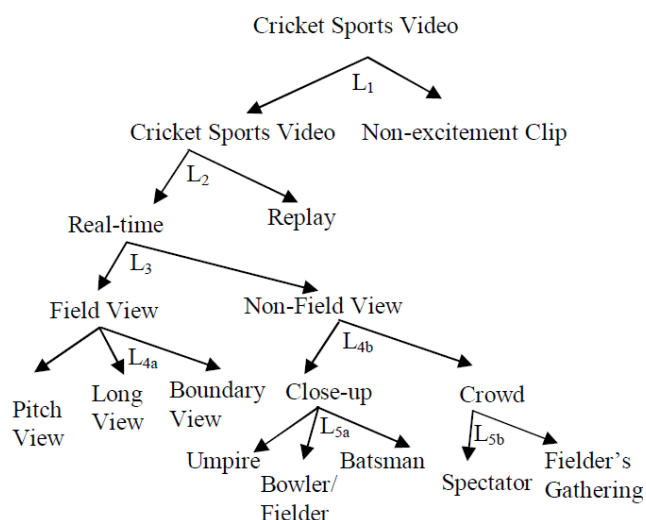 Cricket Sports Video
L1
Cricket Sports Video
Non-excitement Clip
L2
Real-time
Replay
L3
Field View
Non-Field View
L4a
L4b
Pitch
View
Long
View
Boundary
View
Close-up
Crowd
L5a
L5b
Umpire
Bowler/
Fielder
Batsman
Spectator
Fielder's
Gathering